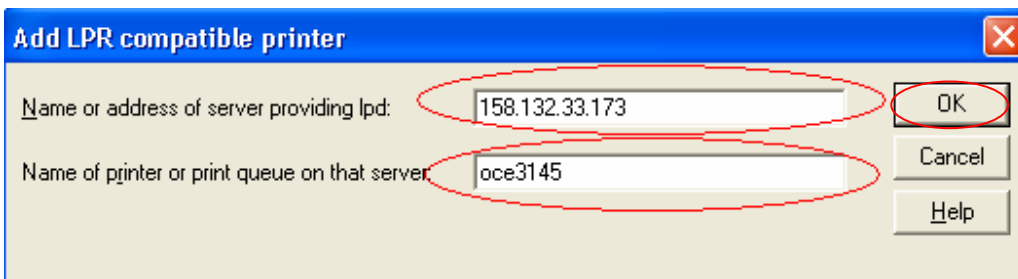 Add LPR compatible printer
Name or address of server providing lpd: 158.132.33.173 OK
Cancel
Name of printer or print queue on that server: oce3145
Help